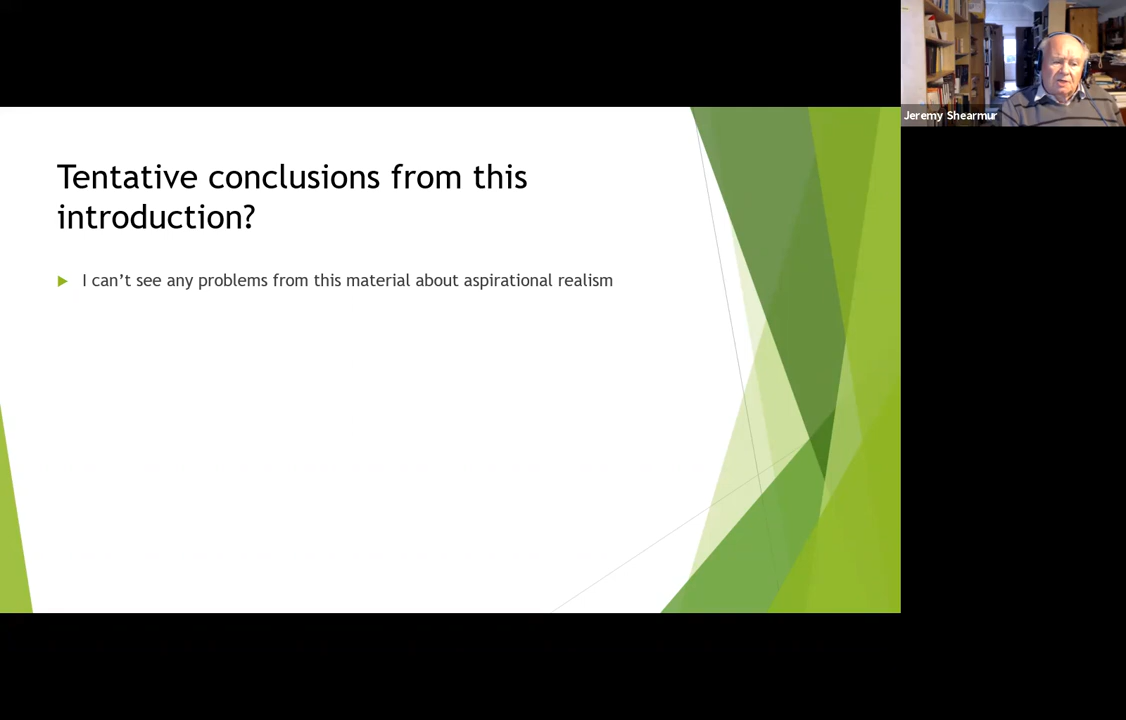 Jeremy Shearmur
Tentative conclusions from this
introduction?
I can’t see any problems from this material about aspirational realism